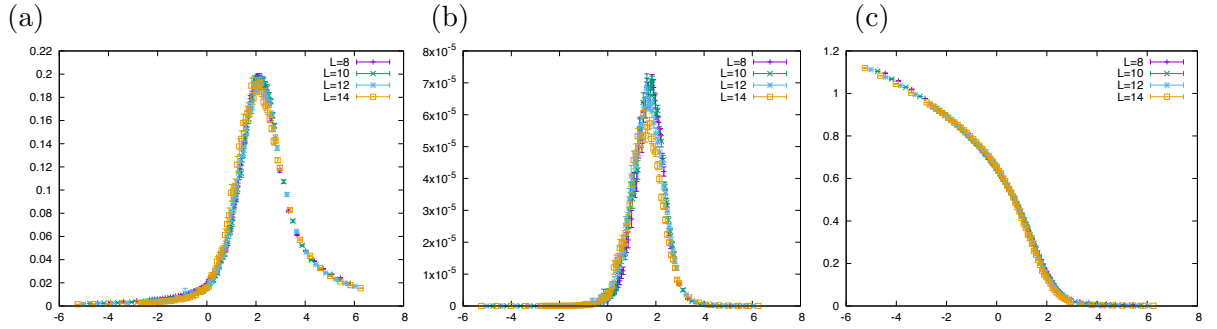 (a)
0.22
0.2
0.18
0.16
0.14
0.12
0.1
0.08
0.06
0.04
0.02
0
-6 -4 -2 0 2 4 6 8
L=8
L=10
L=12
L=14
(b)
8x10-5
7x10-5
6x10-5
5x10-5
4x10-5
3x10-5
2x10-5
1x10-5
0
-6 -4 -2 0 2 4 6 8
L=8
L=10
L=12
L=14
(c)
1.2
1
0.8
0.6
0.4
0.2
0
-6 -4 -2 0 2 4 6 8
L=8
L=10
L=12
L=14